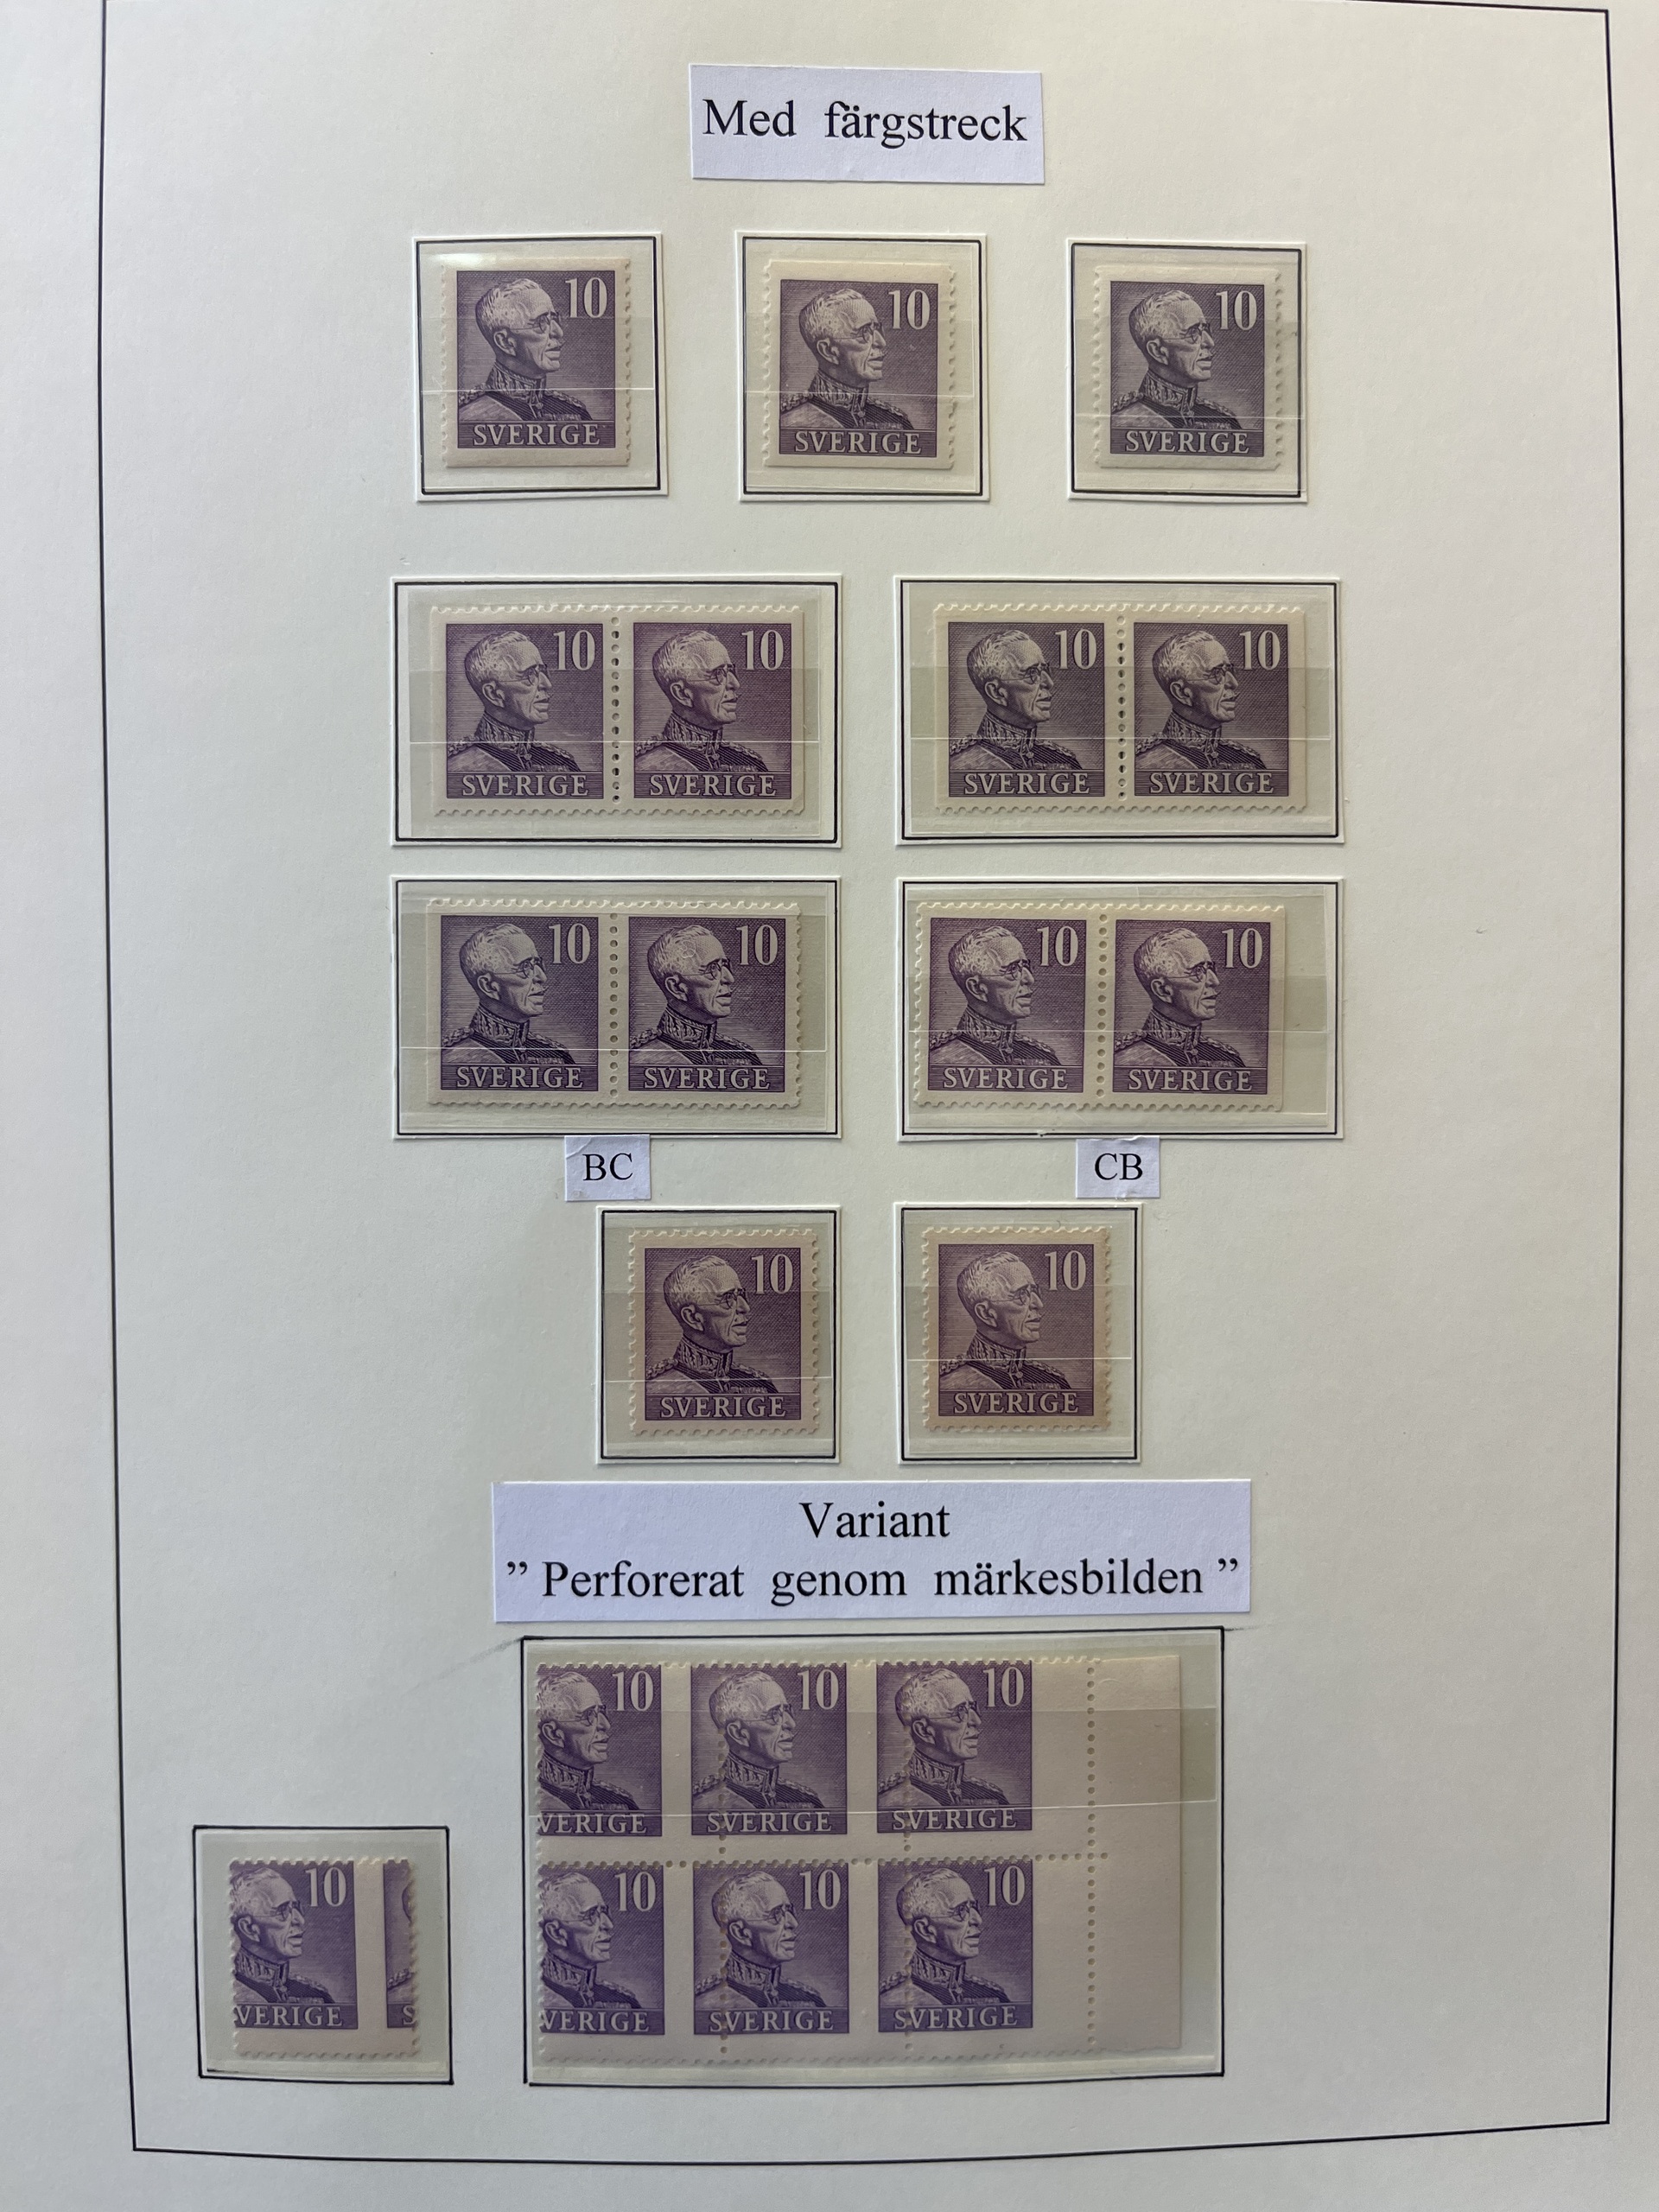 Med färgstreck
10 10 10
SVERIGE SVERIGE SVERIGE
10 10 10 10
SVERIGE SVERIGE SVERIGE SVERIGE
10 10 10 10
SVERIGE SVERIGE SVERIGE SVERIGE
BC CB
10 10
SVERIGE SVERIGE
Variant
” Perforerat genom märkesbilden ”
10 10 10
VERIGE SVERIGE SVERIGE
10
VERIGE S
10 10 10
VERIGE SVERIGE SVERIGE